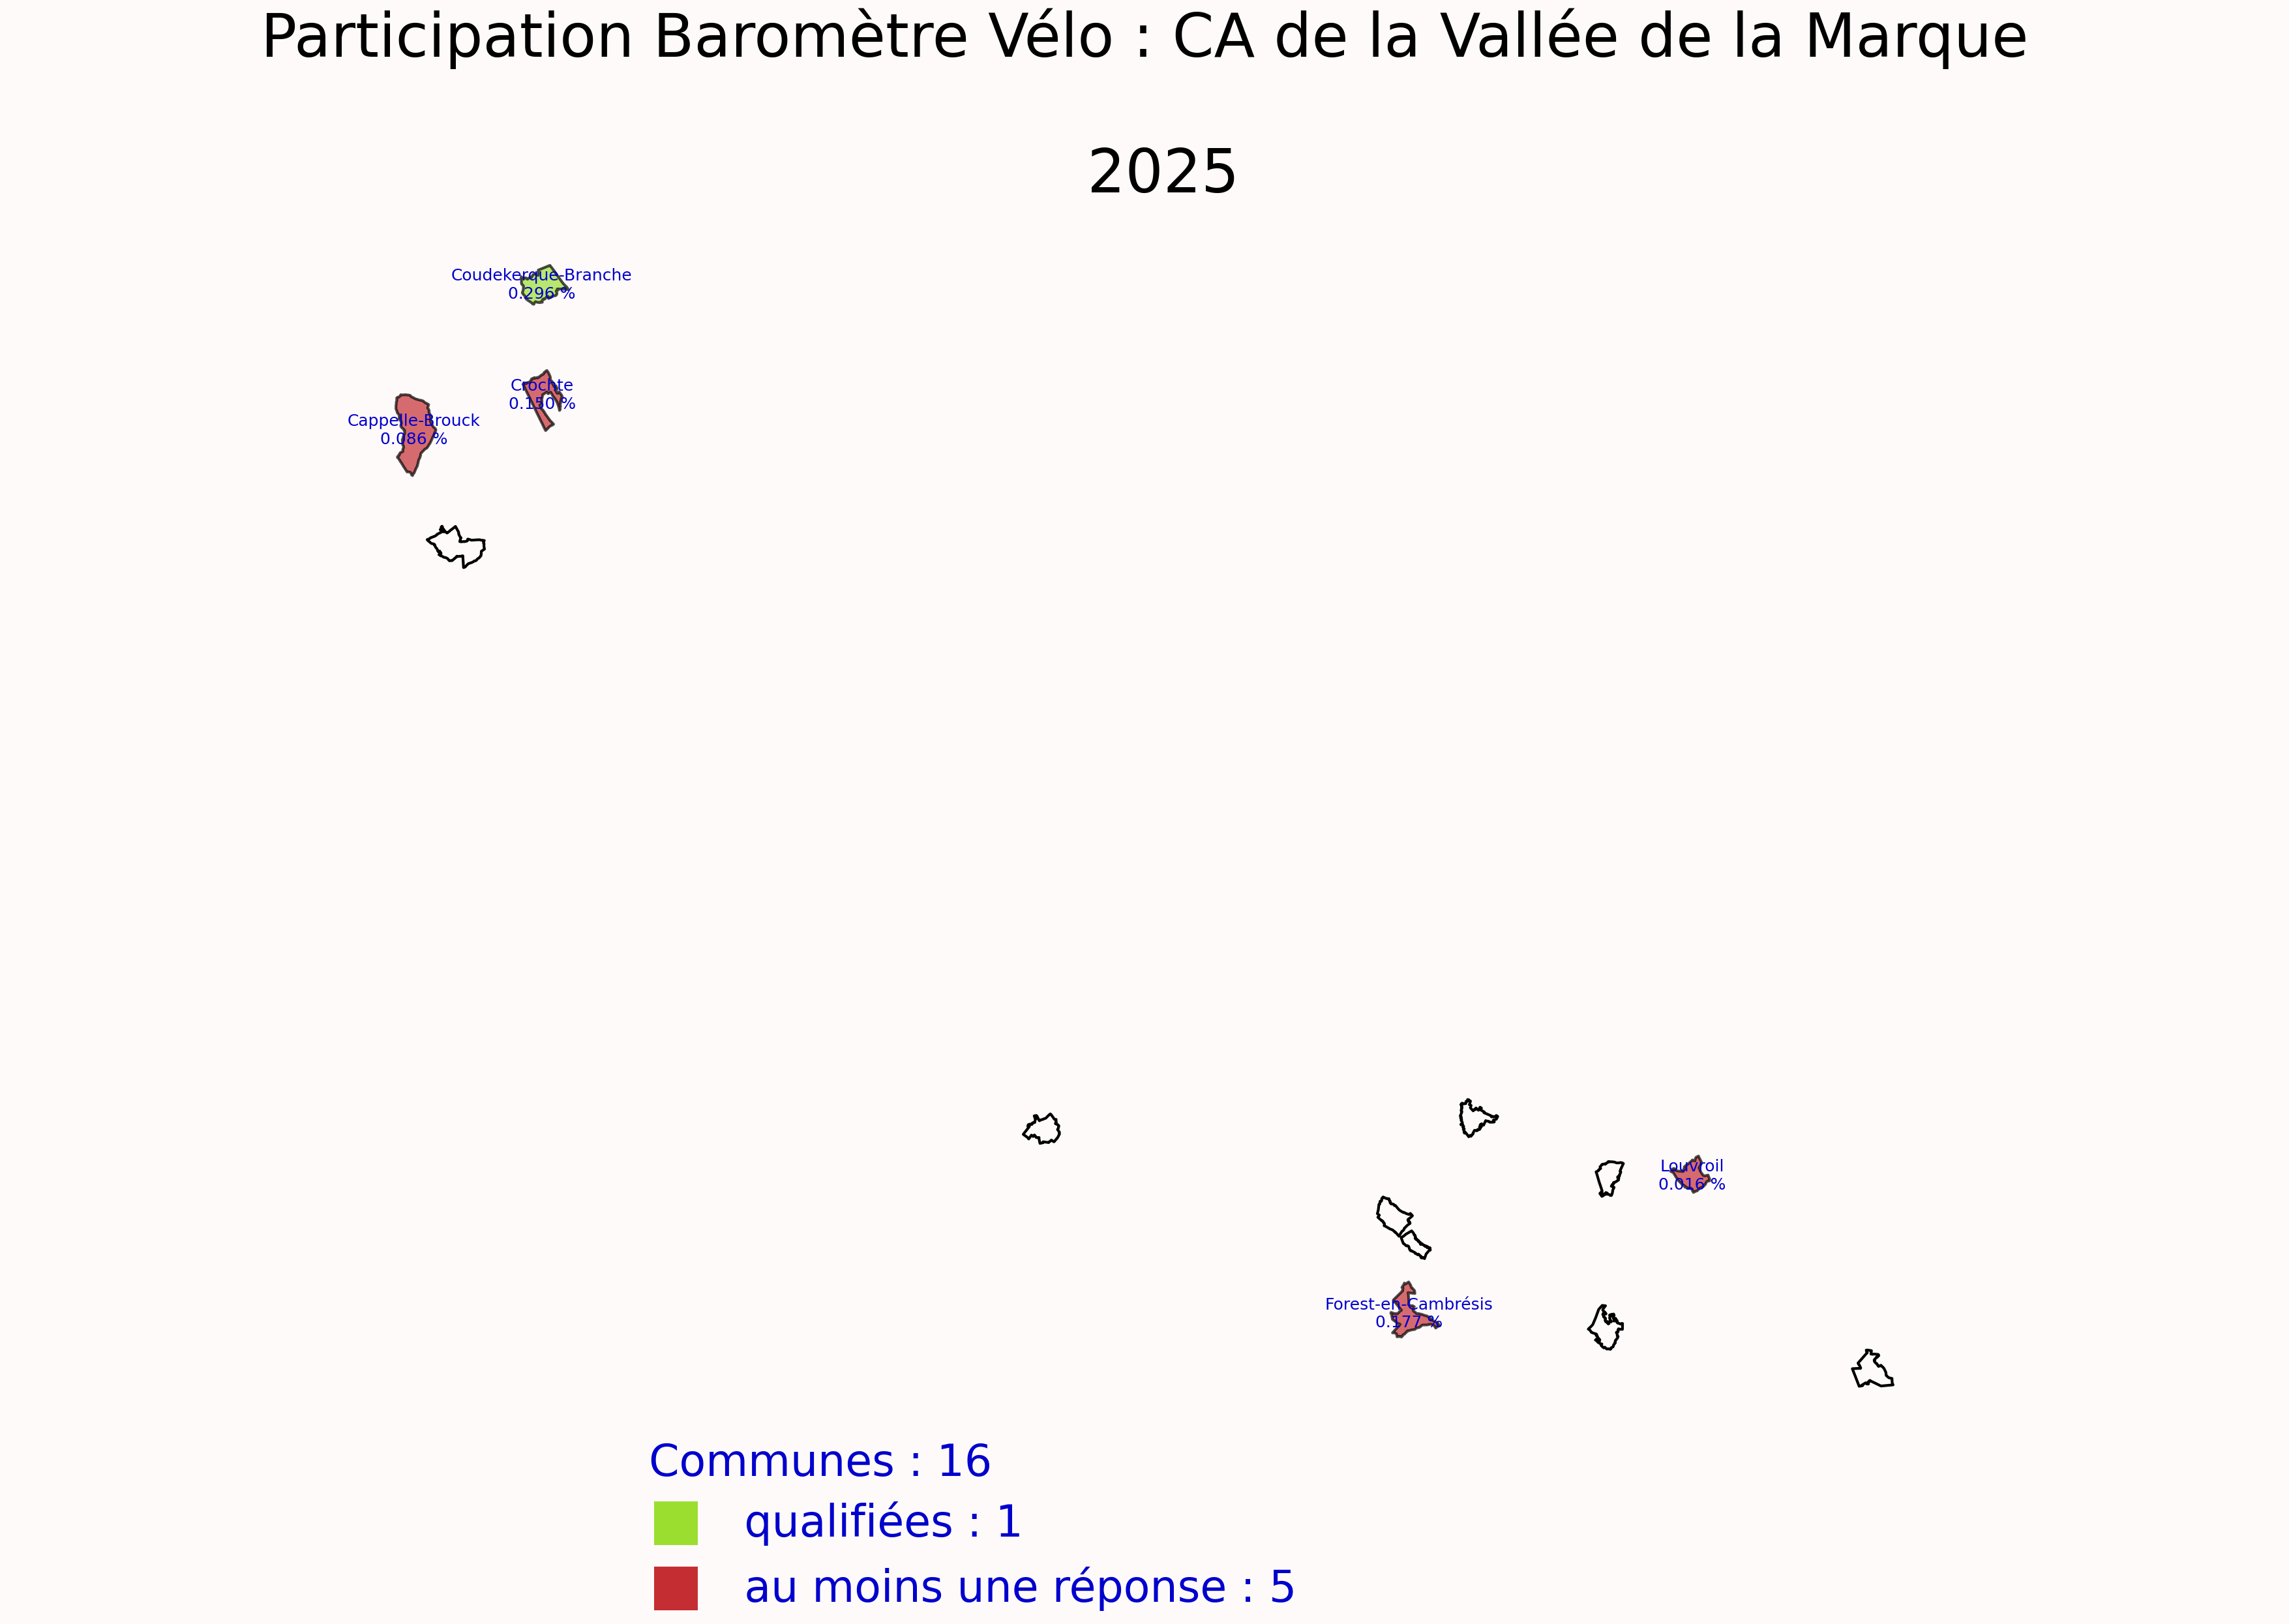 Participation Baromètre Vélo : CA de la Vallée de la Marque
2025
Coudekerque-Branche
0.296 %
Crochte
0.150 %
Cappelle-Brouck
0.086 %
Louvroil
0.016 %
Forest-en-Cambrésis
0.177 %
Communes : 16
qualifiées : 1
au moins une réponse : 5